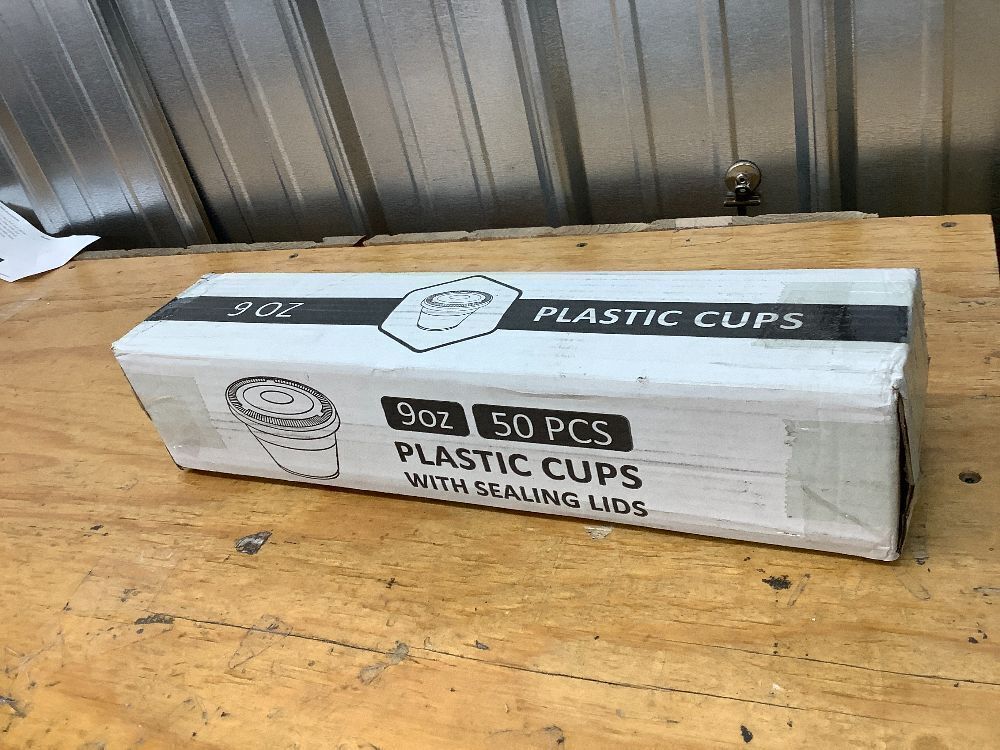 9 OZ
PLASTIC CUPS
9oz 50 PCS
PLASTIC CUPS
WITH SEALING LIDS